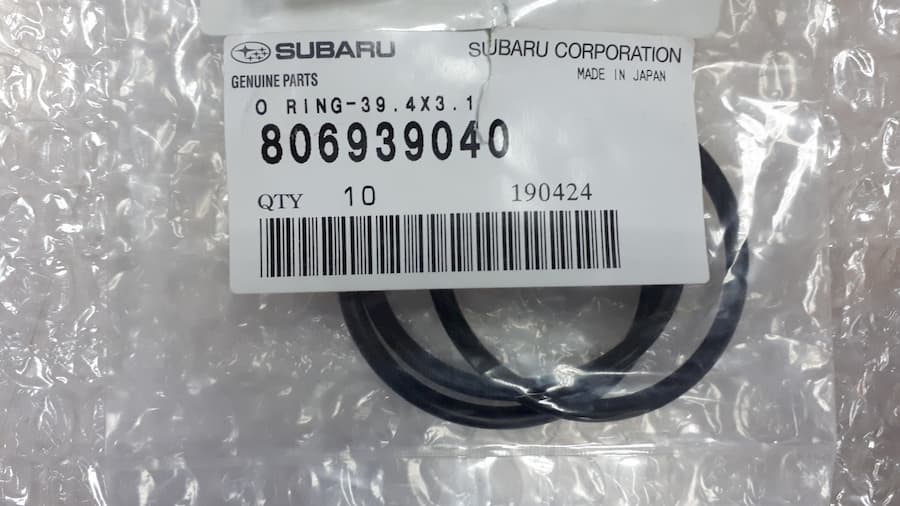 SUBARU SUBARU CORPORATION
GENUINE PARTS MADE IN JAPAN
O RING-39.4X3.1
806939040
QTY 10 190424